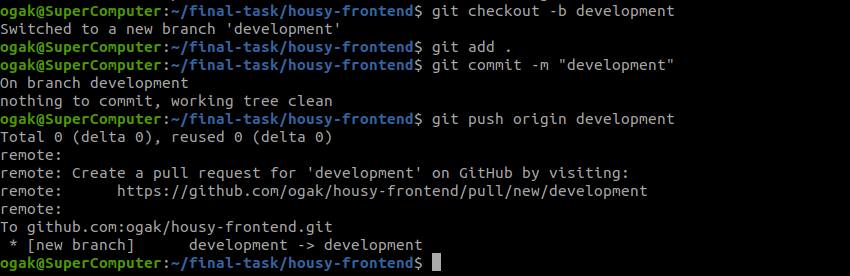 ogak@SuperComputer:~/final-task/housy-frontend$ git checkout -b development
Switched to a new branch 'development'
ogak@SuperComputer:~/final-task/housy-frontend$ git add .
ogak@SuperComputer:~/final-task/housy-frontend$ git commit -m "development"
On branch development
nothing to commit, working tree clean
ogak@SuperComputer:~/final-task/housy-frontend$ git push origin development
Total 0 (delta 0), reused 0 (delta 0)
remote:
remote: Create a pull request for 'development' on GitHub by visiting:
remote:      https://github.com/ogak/housy-frontend/pull/new/development
remote:
To github.com:ogak/housy-frontend.git
 * [new branch]      development -> development
ogak@SuperComputer:~/final-task/housy-frontend$